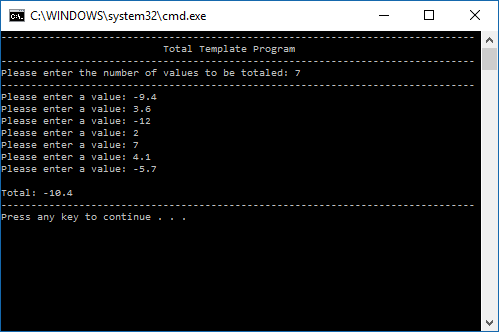 C:\WINDOWS\system32\cmd.exe
-------------------------------------------------------------------------------
Total Template Program
-------------------------------------------------------------------------------
Please enter the number of values to be totaled: 7
-------------------------------------------------------------------------------
Please enter a value: -9.4
Please enter a value: 3.6
Please enter a value: -12
Please enter a value: 2
Please enter a value: 7
Please enter a value: 4.1
Please enter a value: -5.7
Total: -10.4
-------------------------------------------------------------------------------
Press any key to continue . . .